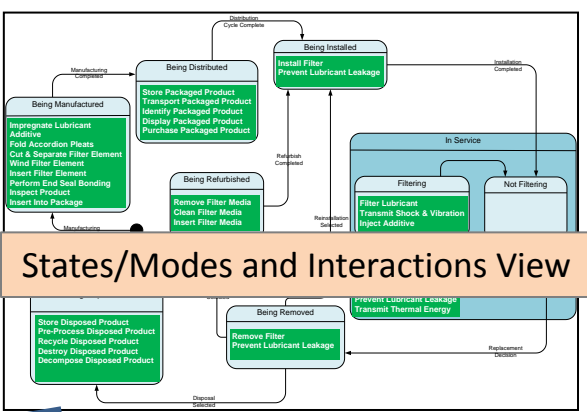 Distribution
Cycle Complete
Being Installed
Install Filter
Prevent Lubricant Leakage
Installation
Completed
Manufacturing
Completed
Being Distributed
Store Packaged Product
Transport Packaged Product
Identify Packaged Product
Display Packaged Product
Purchase Packaged Product
Being Manufactured
Impregnate Lubricant
Additive
Fold Accordion Pleats
Cut & Separate Filter Element
Wind Filter Element
Insert Filter Element
Perform End Seal Bonding
Inspect Product
Insert Into Package
In Service
Refurbish
Completed
Being Refurbished
Remove Filter Media
Clean Filter Media
Insert Filter Media
Filtering
Filter Lubricant
Transmit Shock & Vibration
Inject Additive
Not Filtering
Reinstallation
Selected
Manufacturing
States/Modes and Interactions View
Prevent Lubricant Leakage
Transmit Thermal Energy
Being Removed
Remove Filter
Prevent Lubricant Leakage
Store Disposed Product
Pre-Process Disposed Product
Recycle Disposed Product
Destroy Disposed Product
Decompose Disposed Product
Replacement
Decision
Disposal
Selected